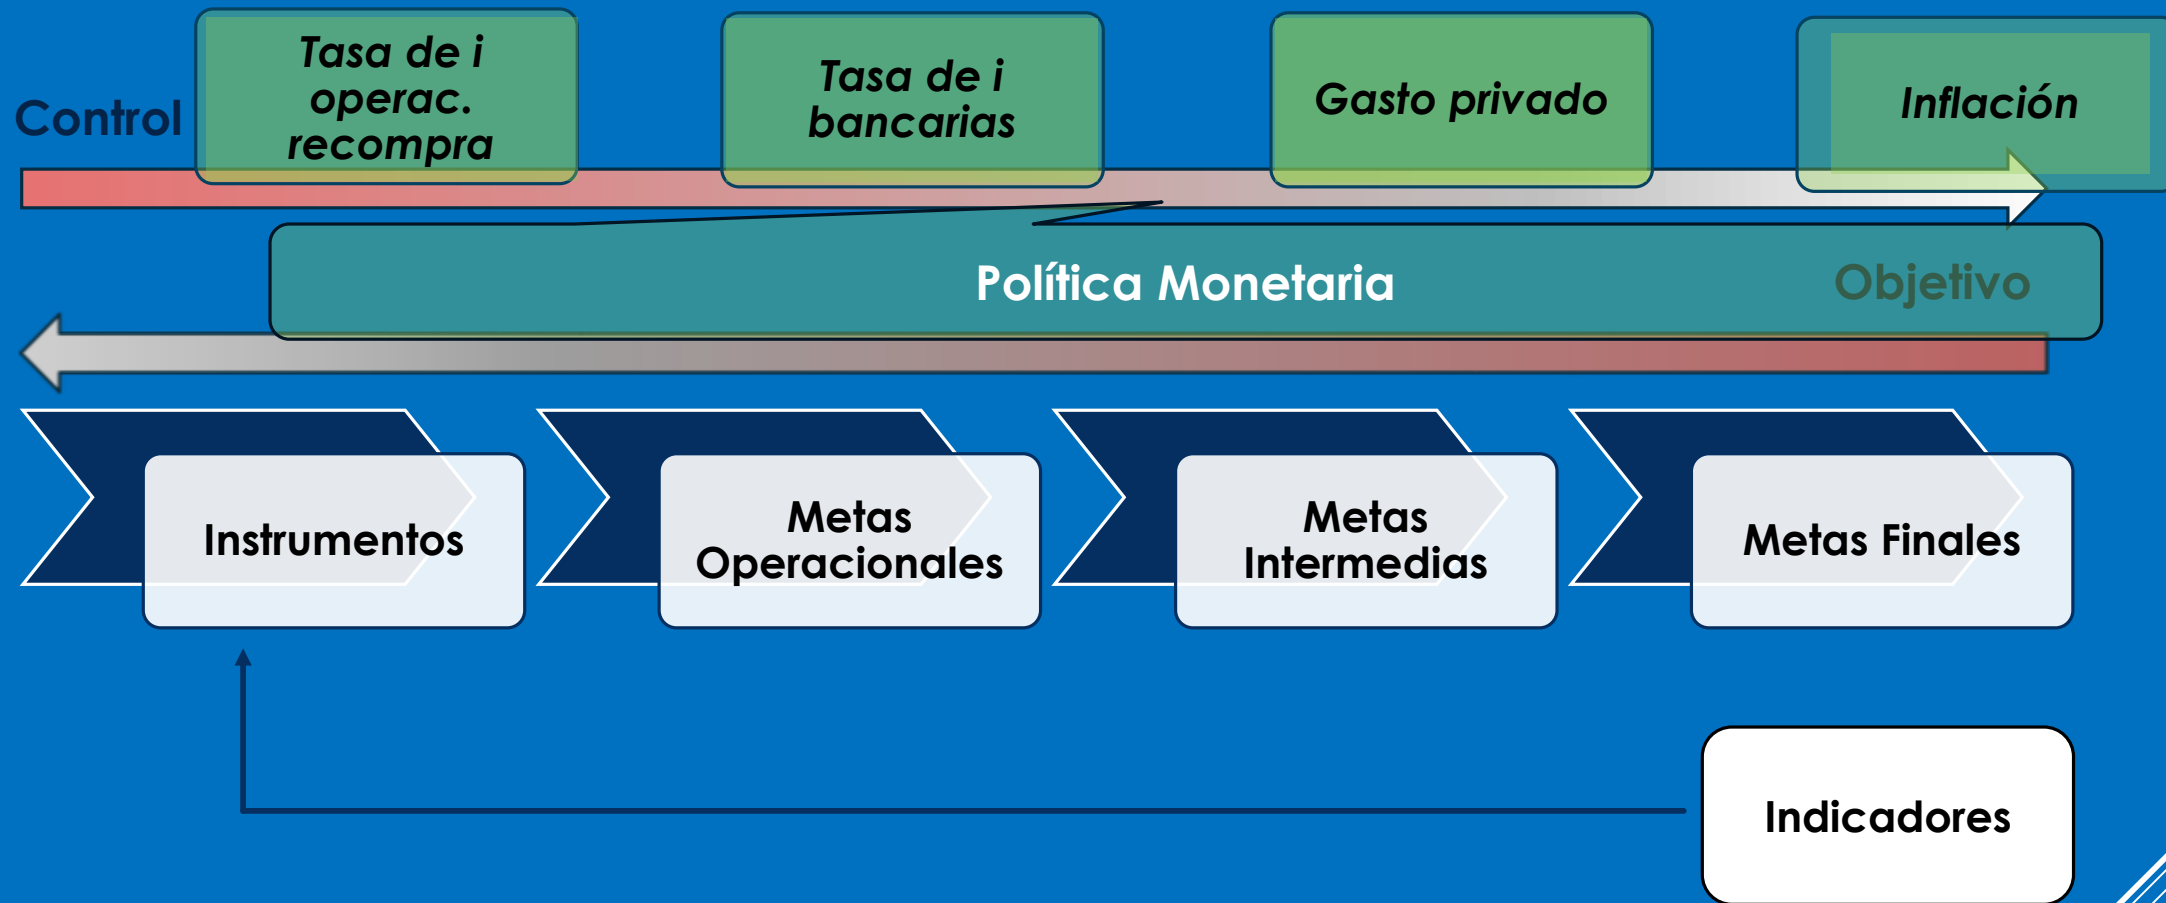 Tasa de i
operac.
recompra
Tasa de i
bancarias
Gasto privado
Inflación
Control
Política Monetaria
Objetivo
Instrumentos
Metas
Operacionales
Metas
Intermedias
Metas Finales
Indicadores